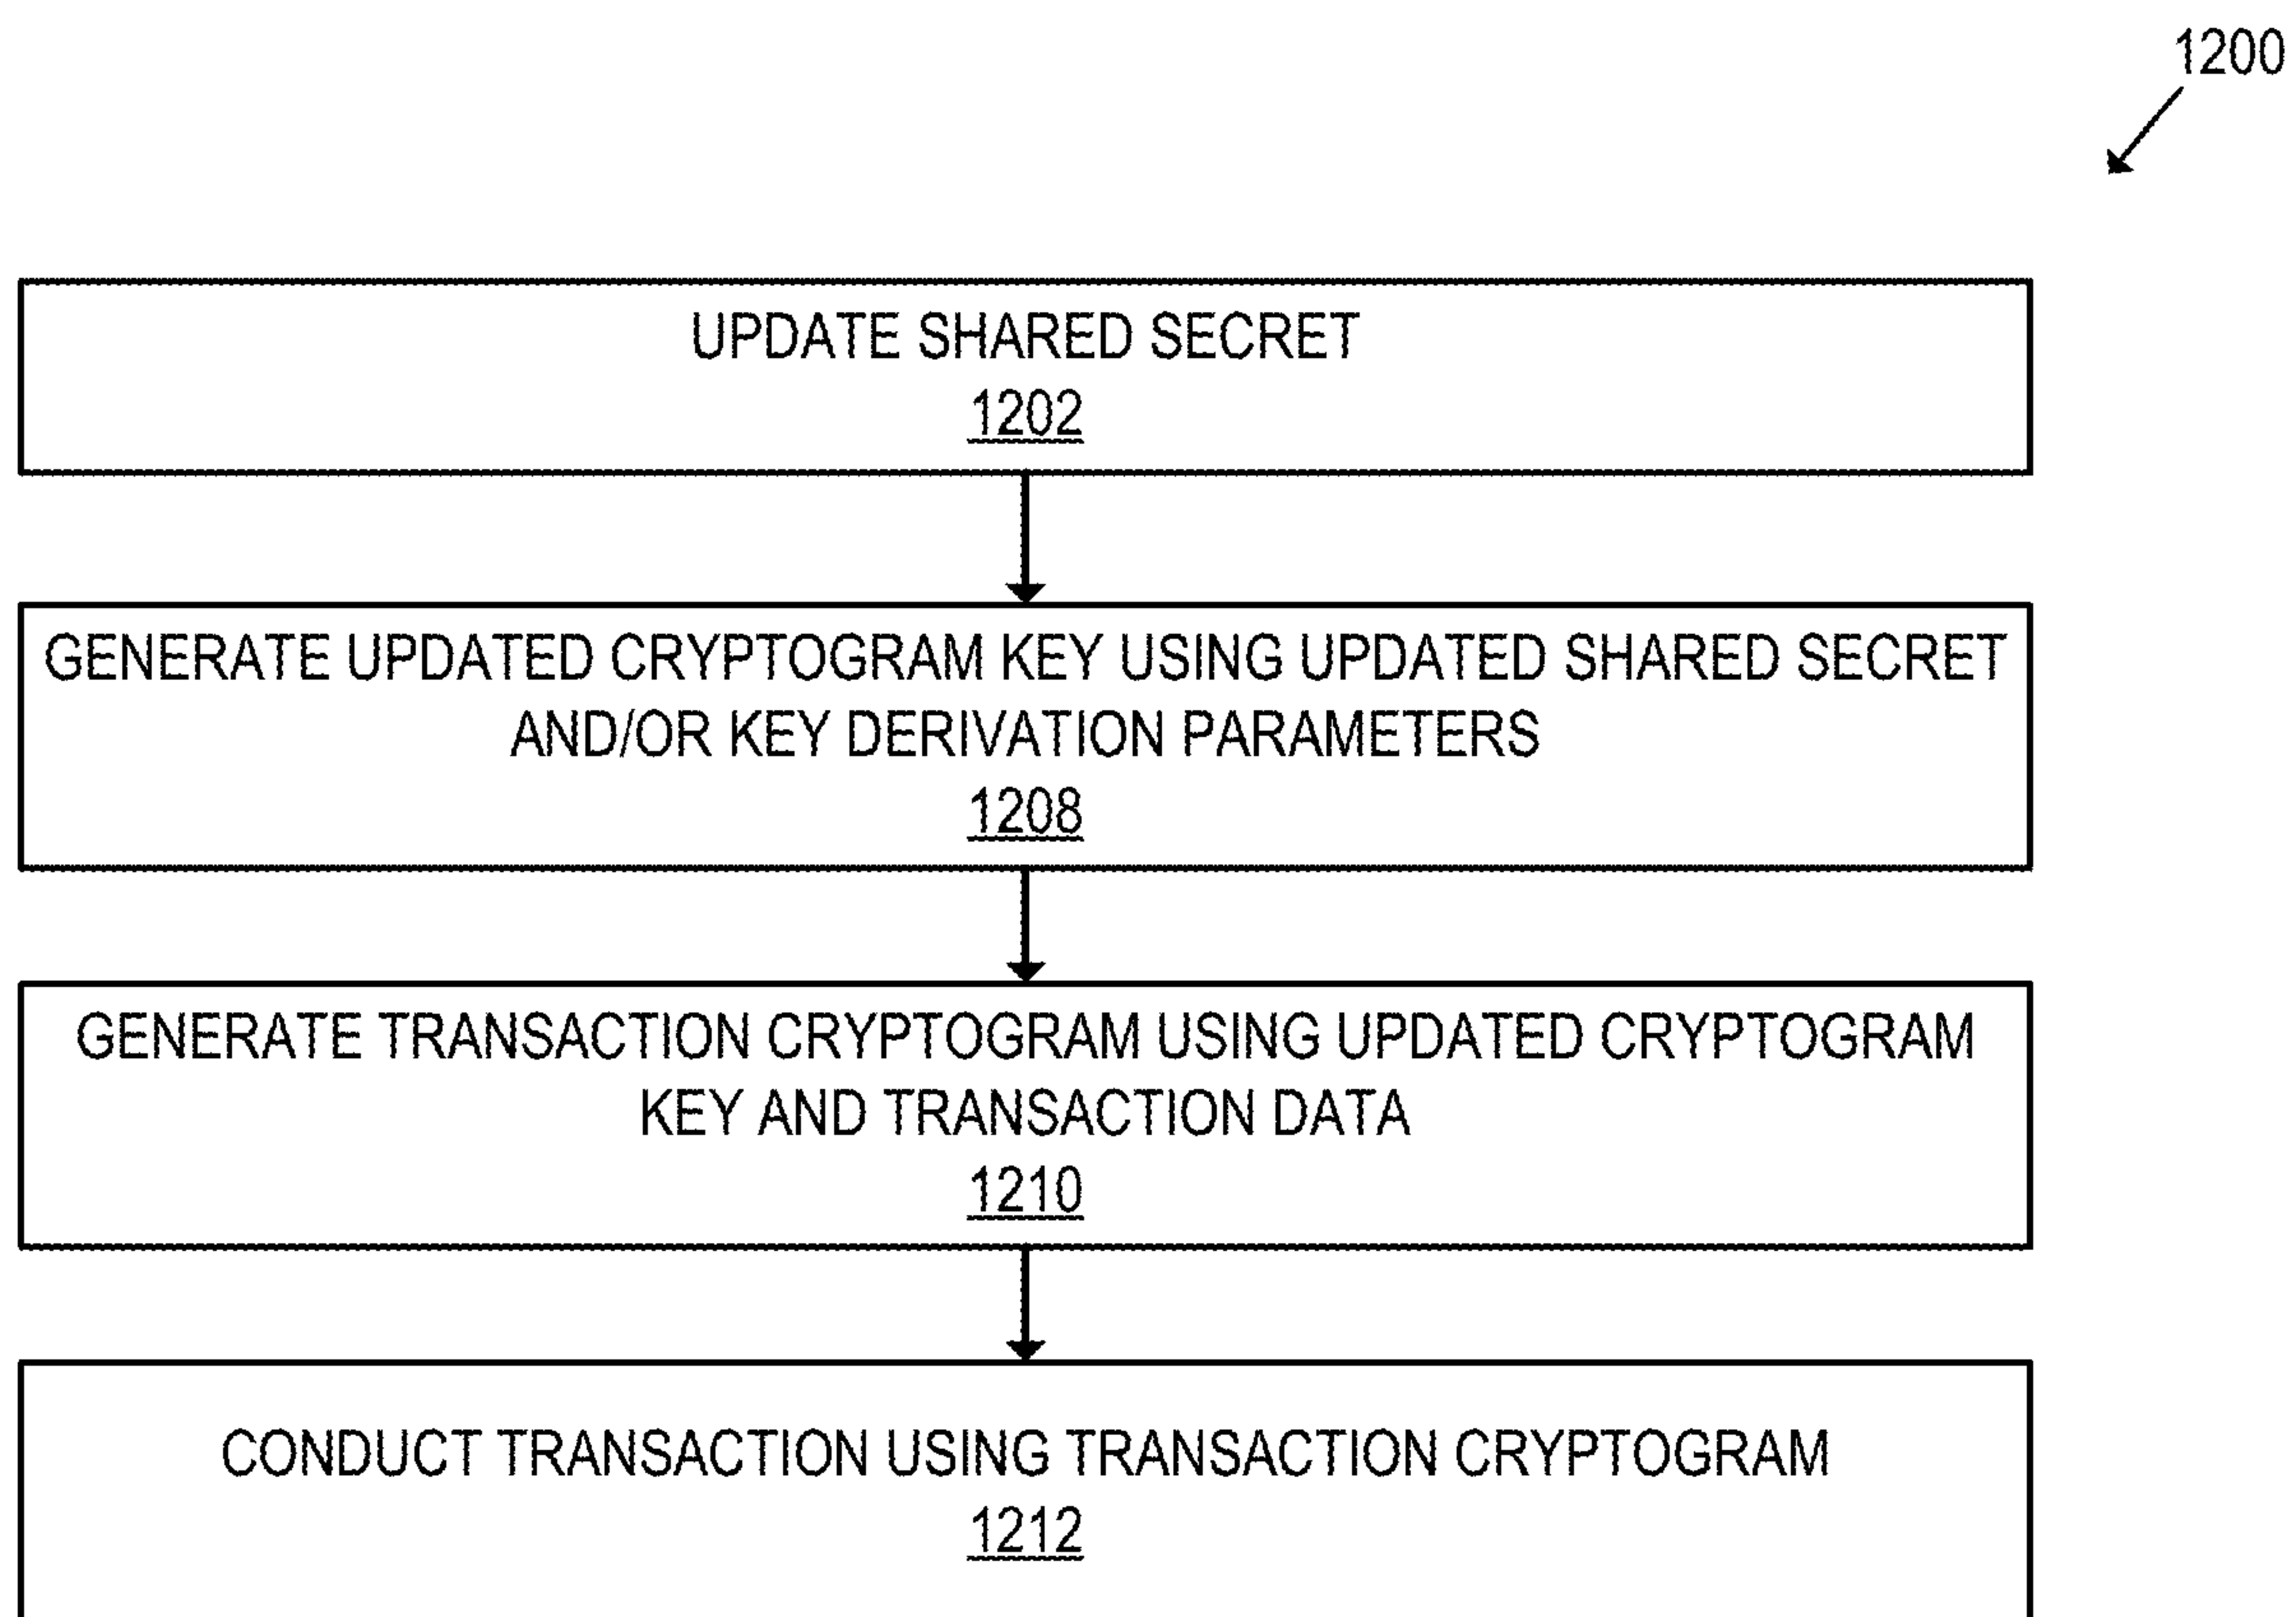 1200
UPDATE SHARED SECRET
1202
GENERATE UPDATED CRYPTOGRAM KEY USING UPDATED SHARED SECRET
AND/OR KEY DERIVATION PARAMETERS
1208
GENERATE TRANSACTION CRYPTOGRAM USING UPDATED CRYPTOGRAM
KEY AND TRANSACTION DATA
1210
CONDUCT TRANSACTION USING TRANSACTION CRYPTOGRAM
1212